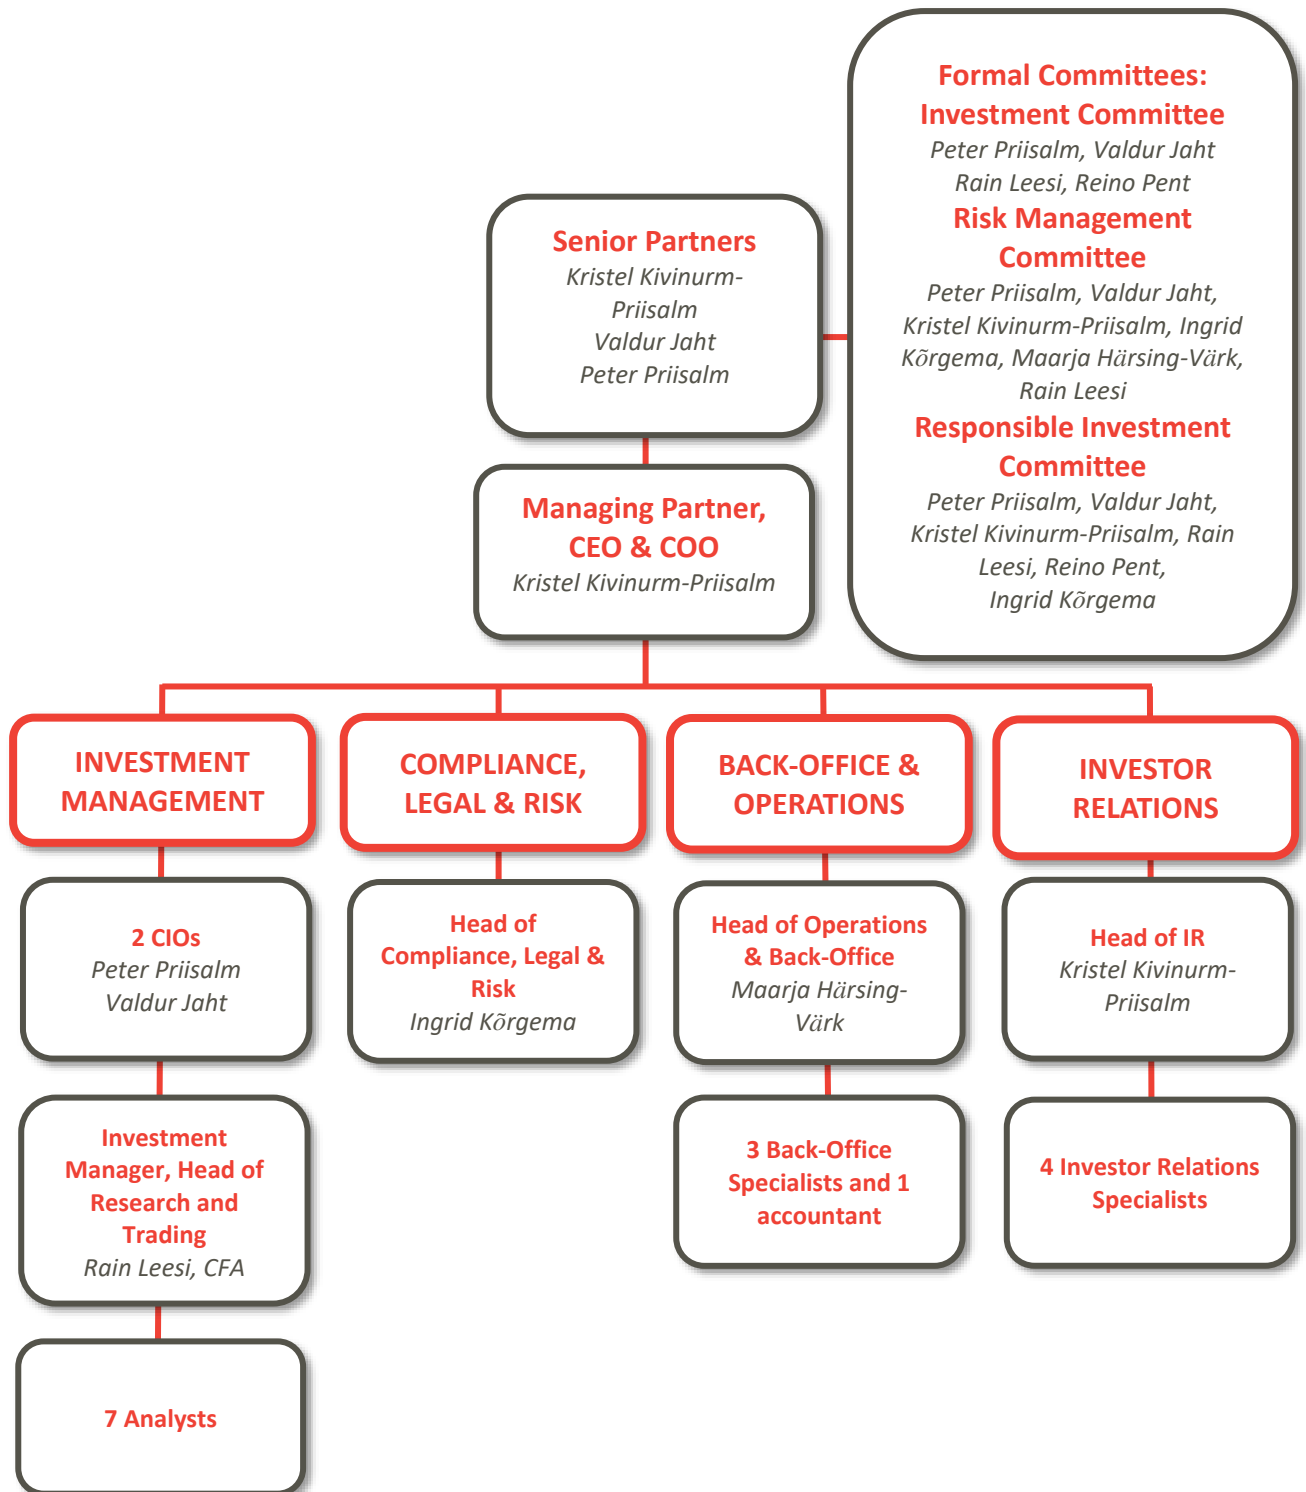 Formal Committees:
Investment Committee
Peter Priisalm, Valdur Jaht
Rain Leesi, Reino Pent
Risk Management
Committee
Peter Priisalm, Valdur Jaht,
Kristel Kivinurm-Priisalm, Ingrid
Kõrgema, Maarja Härsing-Värk,
Rain Leesi
Responsible Investment
Committee
Peter Priisalm, Valdur Jaht,
Kristel Kivinurm-Priisalm, Rain
Leesi, Reino Pent,
Ingrid Kõrgema
Senior Partners
Kristel Kivinurm-
Priisalm
Valdur Jaht
Peter Priisalm
Managing Partner,
CEO & COO
Kristel Kivinurm-Priisalm
INVESTMENT
MANAGEMENT
COMPLIANCE,
LEGAL & RISK
BACK-OFFICE &
OPERATIONS
INVESTOR
RELATIONS
2 CIOs
Peter Priisalm
Valdur Jaht
Head of
Compliance, Legal &
Risk
Ingrid Kõrgema
Head of Operations
& Back-Office
Maarja Härsing-
Värk
Head of IR
Kristel Kivinurm-
Priisalm
Investment
Manager, Head of
Research and
Trading
Rain Leesi, CFA
3 Back-Office
Specialists and 1
accountant
4 Investor Relations
Specialists
7 Analysts